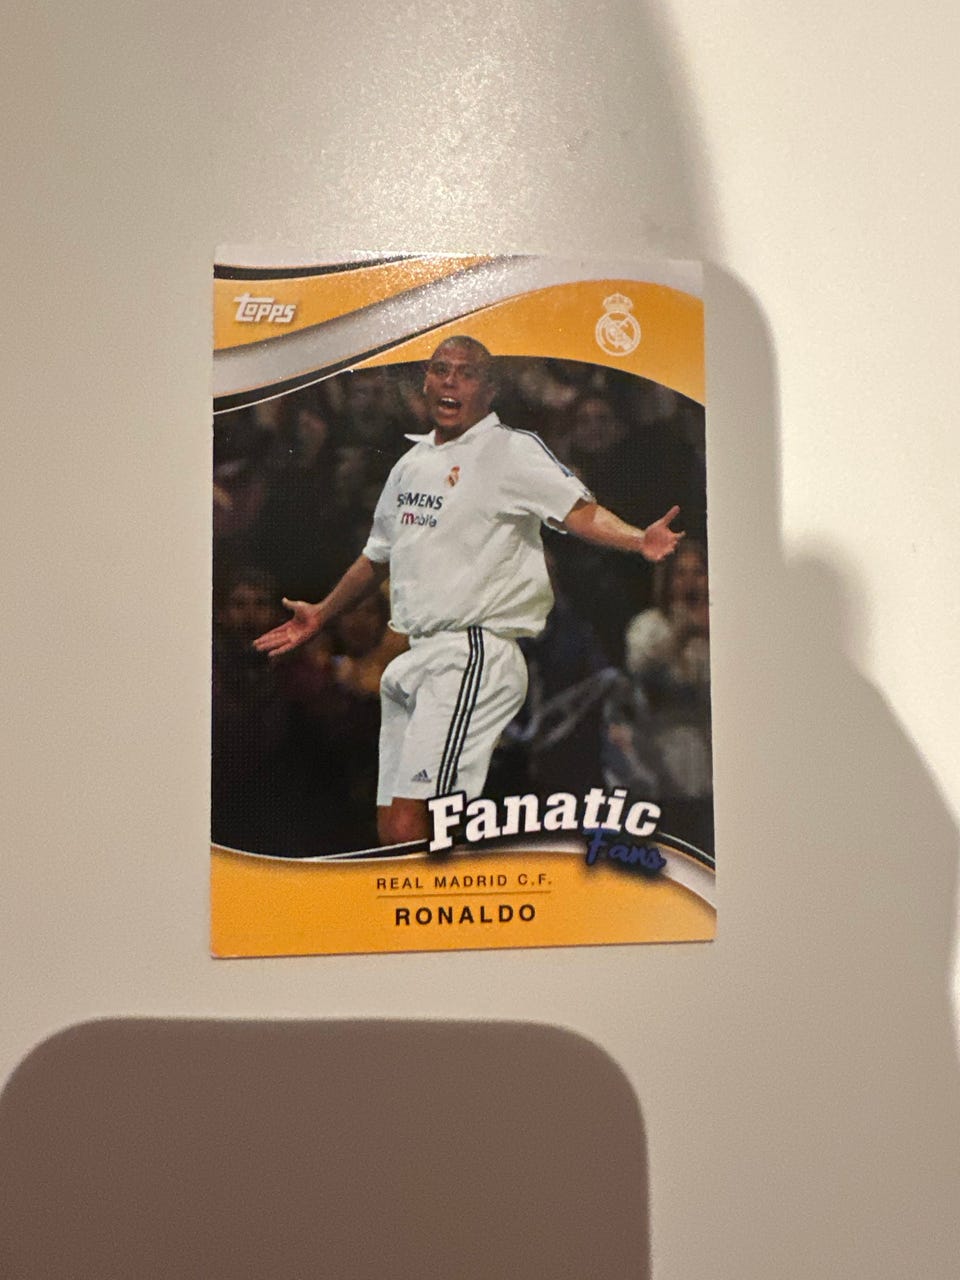 Topps
SIEMENS
mobile
Fanatic
Fans
REAL MADRID C.F.
RONALDO